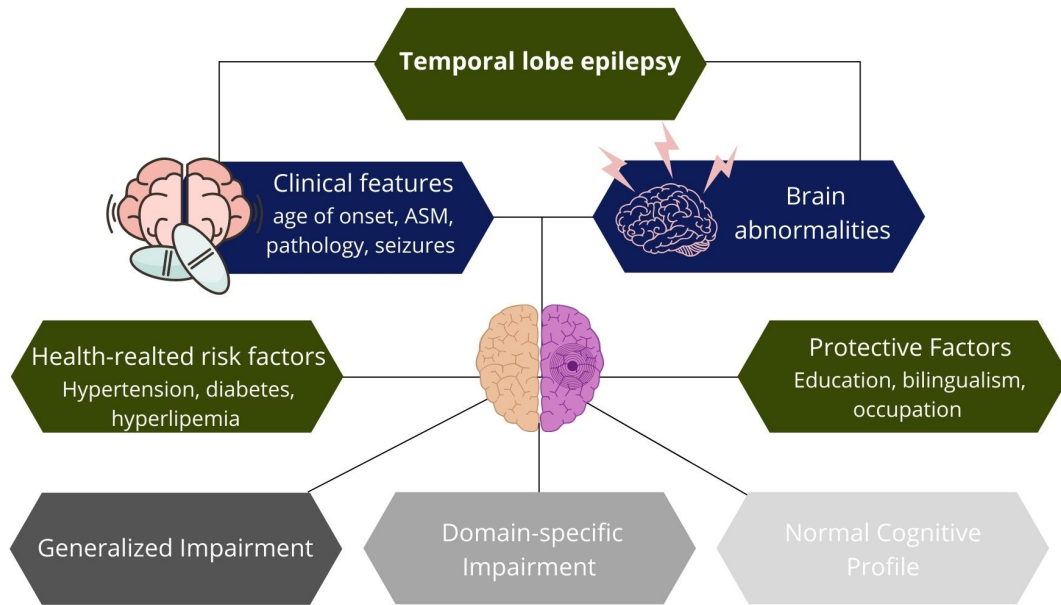 Temporal lobe epilepsy
Clinical features
age of onset, ASM,
pathology, seizures
Brain
abnormalities
Health-realted risk factors
Hypertension, diabetes,
hyperlipemia
Protective Factors
Education, bilingualism,
occupation
Generalized Impairment
Domain-specific
Impairment
Normal Cognitive
Profile